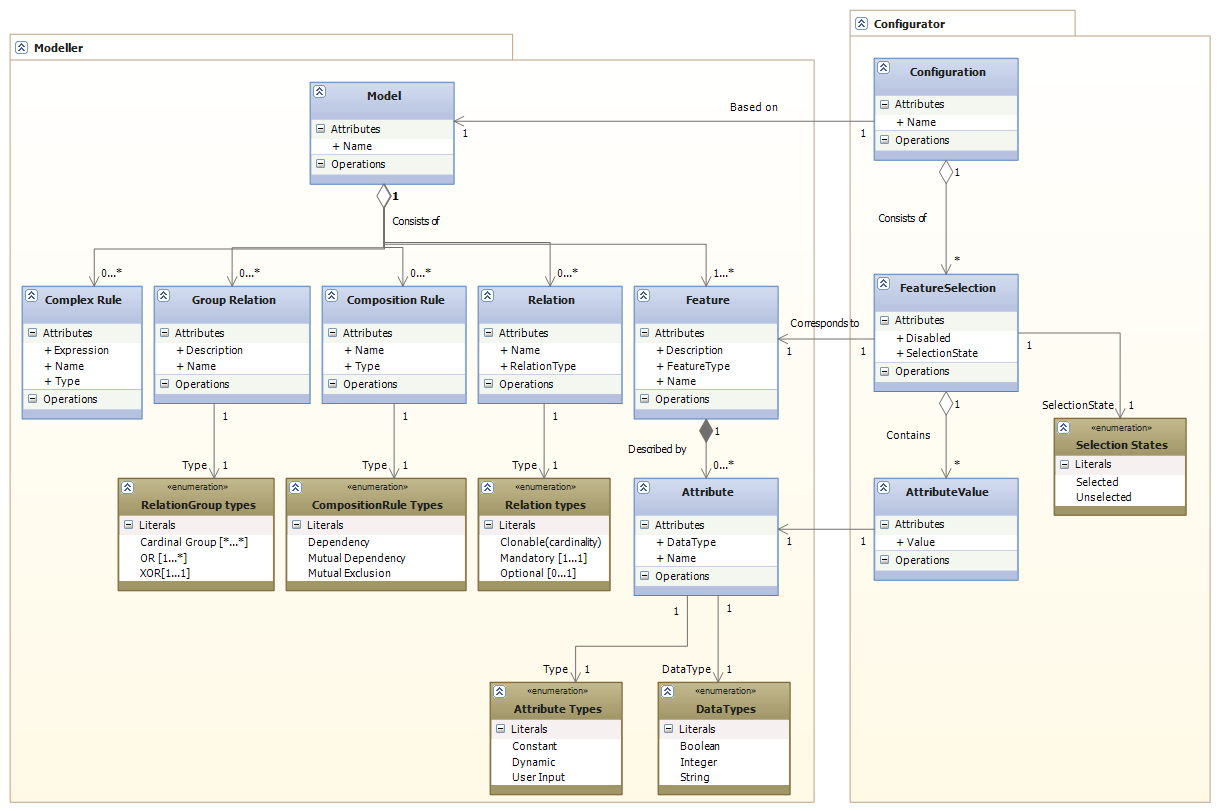 Modeller
Model
Attributes
+ Name
Operations
1
1
Consists of
0...*
0...*
0...*
0...*
1...*
Complex Rule
Attributes
+ Expression
+ Name
+ Type
Operations
Group Relation
Attributes
+ Description
+ Name
Operations
1
Type
1
Composition Rule
Attributes
+ Name
+ Type
Operations
1
Type
1
Relation
Attributes
+ Name
+ RelationType
Operations
1
Type
1
Feature
Attributes
+ Description
+ FeatureType
+ Name
Operations
1
1
Described by
0...*
«enumeration»
RelationGroup types
Literals
Cardinal Group [*...*]
OR [1...*]
XOR[1...1]
«enumeration»
CompositionRule Types
Literals
Dependency
Mutual Dependency
Mutual Exclusion
«enumeration»
Relation types
Literals
Clonable(cardinality)
Mandatory [1...1]
Optional [0...1]
Attribute
Attributes
+ DataType
+ Name
Operations
1
1
1
Type
1
DataType
1
«enumeration»
Attribute Types
Literals
Constant
Dynamic
User Input
«enumeration»
DataTypes
Literals
Boolean
Integer
String
Configurator
Based on
1
Configuration
Attributes
+ Name
Operations
1
Consists of
*
Corresponds to
1
FeatureSelection
Attributes
+ Disabled
+ SelectionState
Operations
1
1
Contains
*
SelectionState
1
«enumeration»
Selection States
Literals
Selected
Unselected
AttributeValue
Attributes
+ Value
Operations
1